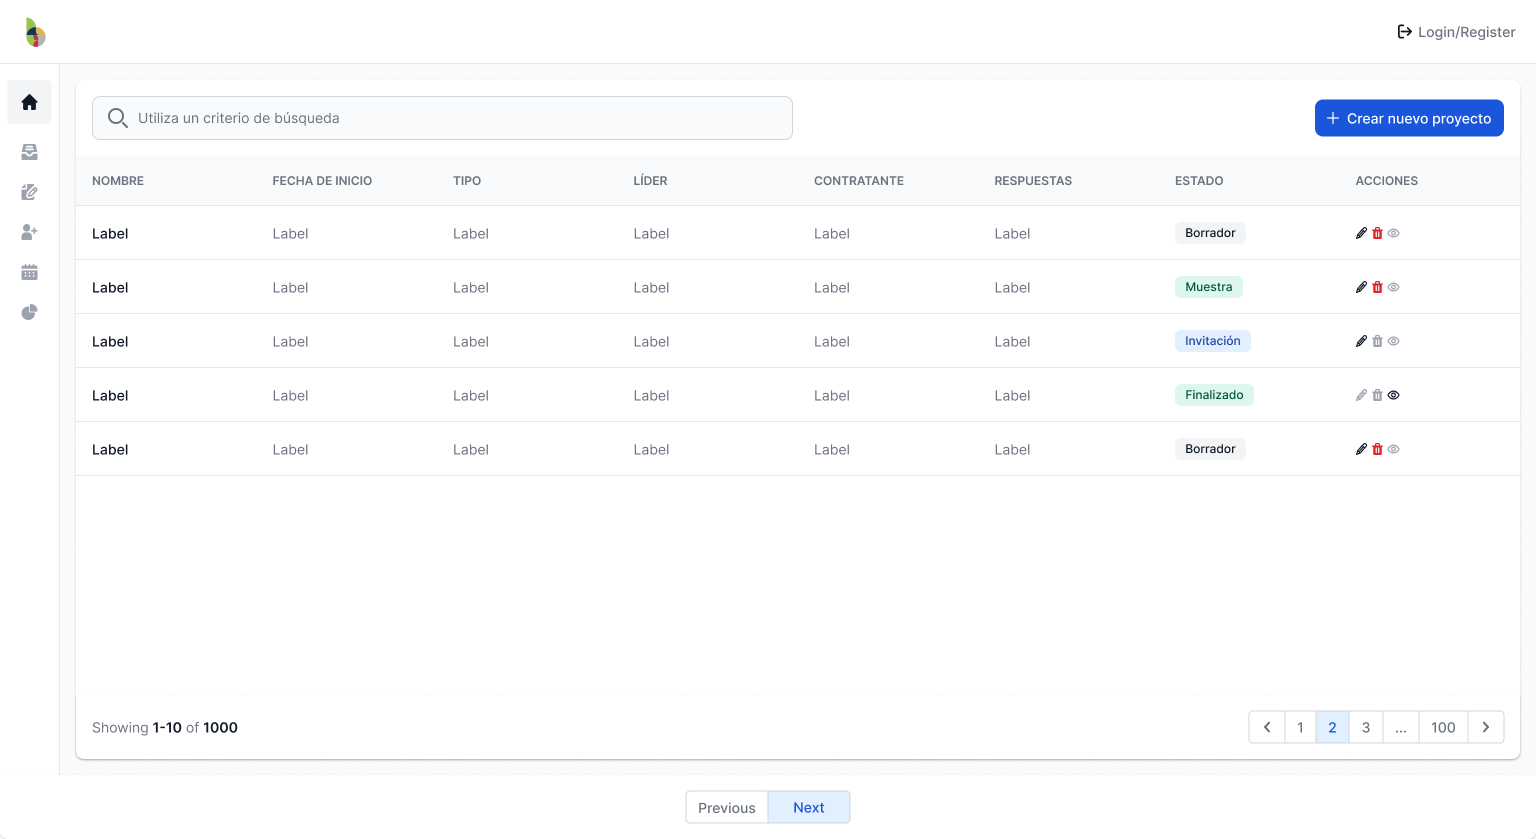 Login/Register
Utiliza un criterio de búsqueda
Crear nuevo proyecto
NOMBRE FECHA DE INICIO TIPO LÍDER CONTRATANTE RESPUESTAS ESTADO ACCIONES
Label Label Label Label Label Label Borrador
Label Label Label Label Label Label Muestra
Label Label Label Label Label Label Invitación
Label Label Label Label Label Label Finalizado
Label Label Label Label Label Label Borrador
Showing 1-10 of 1000
1 2 3 ... 100
Previous Next